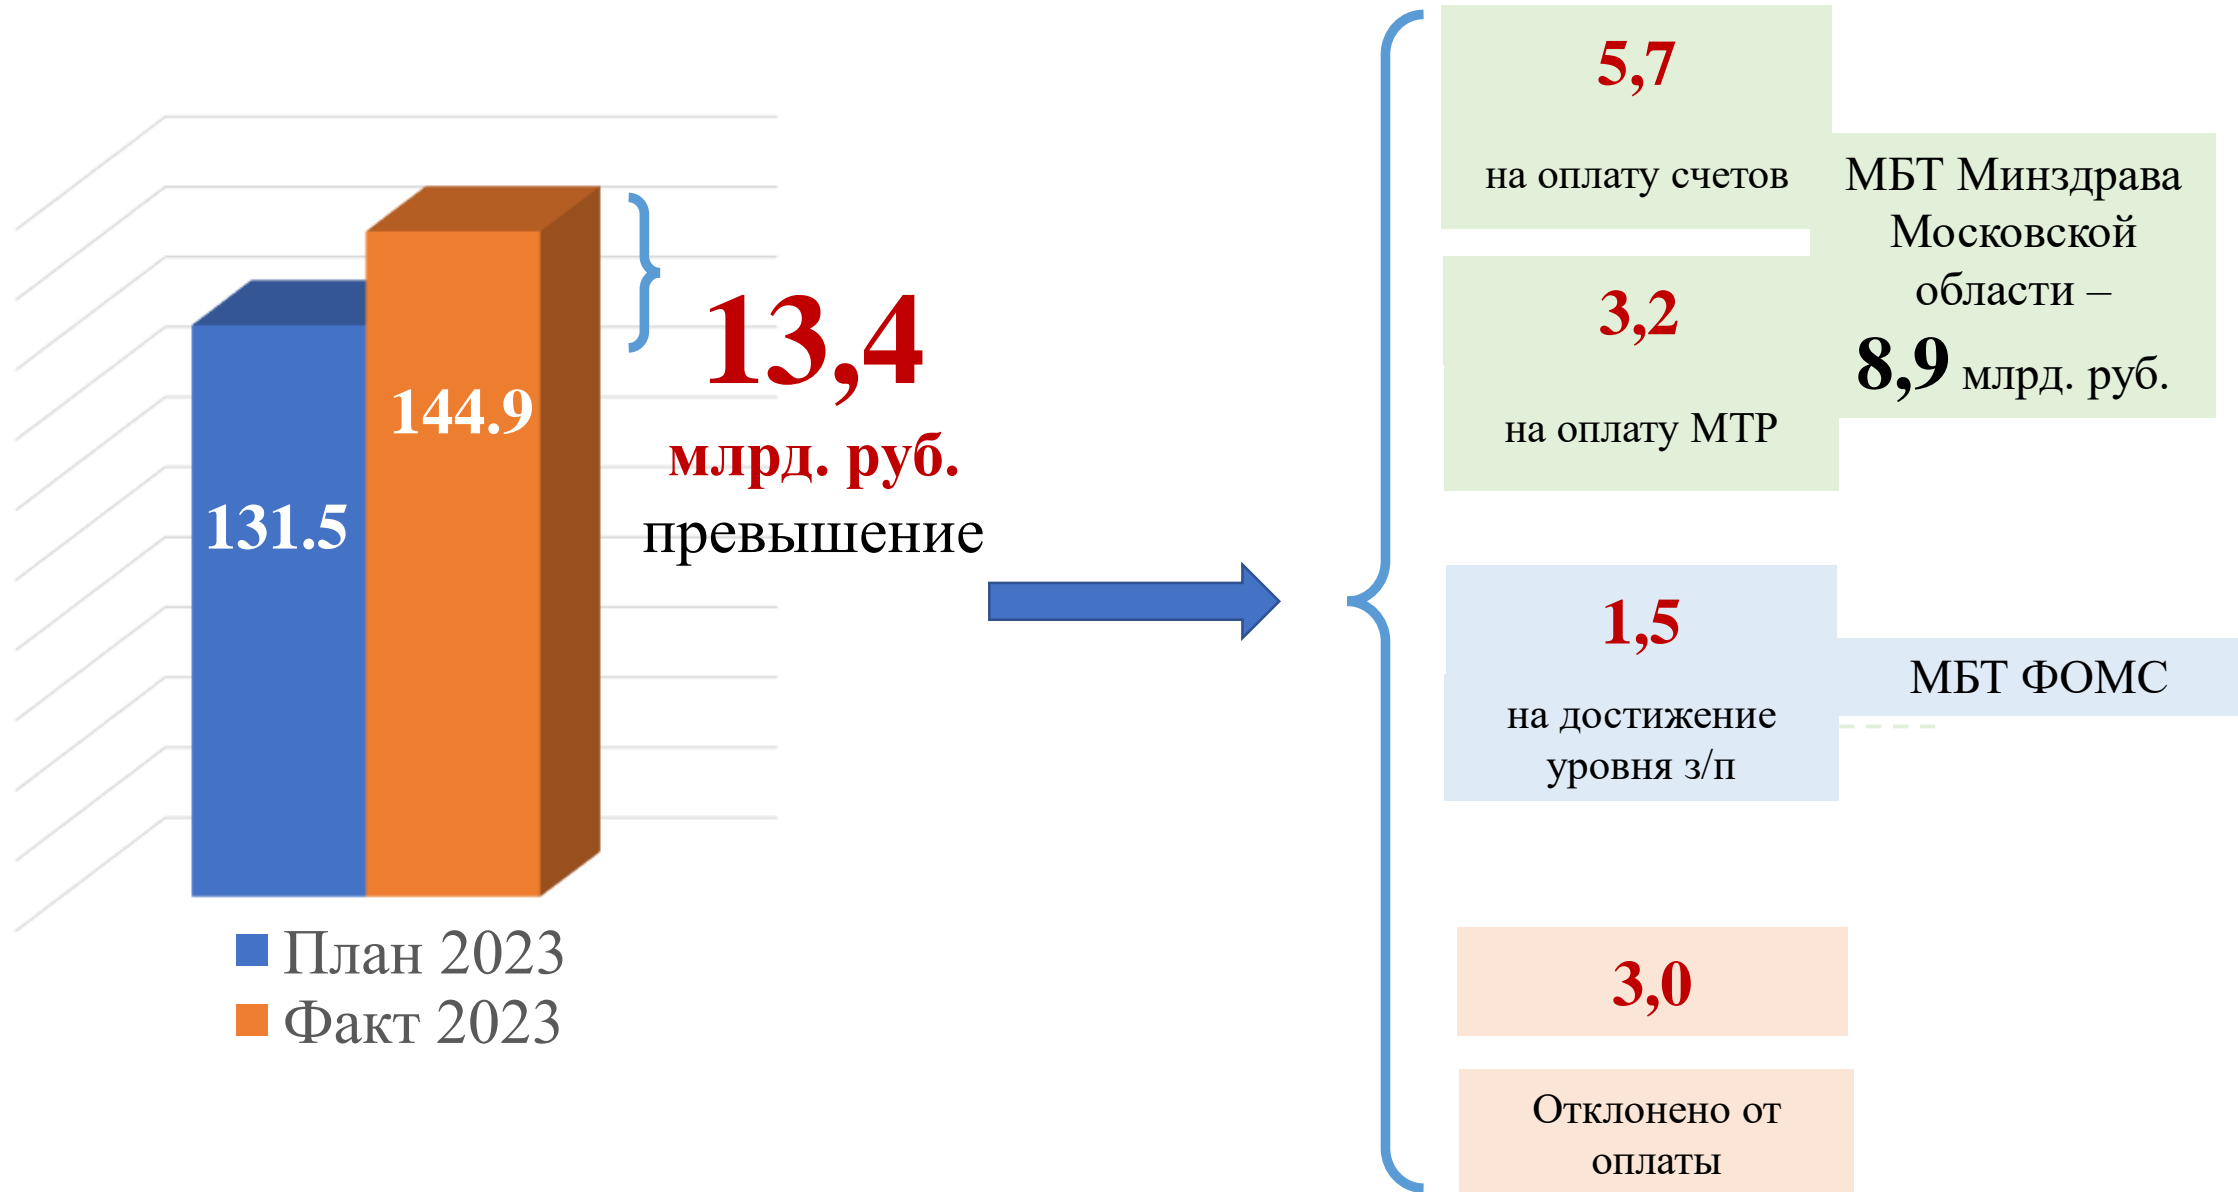 131.5
144.9
План 2023
Факт 2023
13,4
млрд. руб.
превышение
5,7
на оплату счетов
3,2
на оплату МТР
МБТ Минздрава
Московской
области –
8,9 млрд. руб.
1,5
на достижение
уровня з/п
МБТ ФОМС
3,0
Отклонено от
оплаты